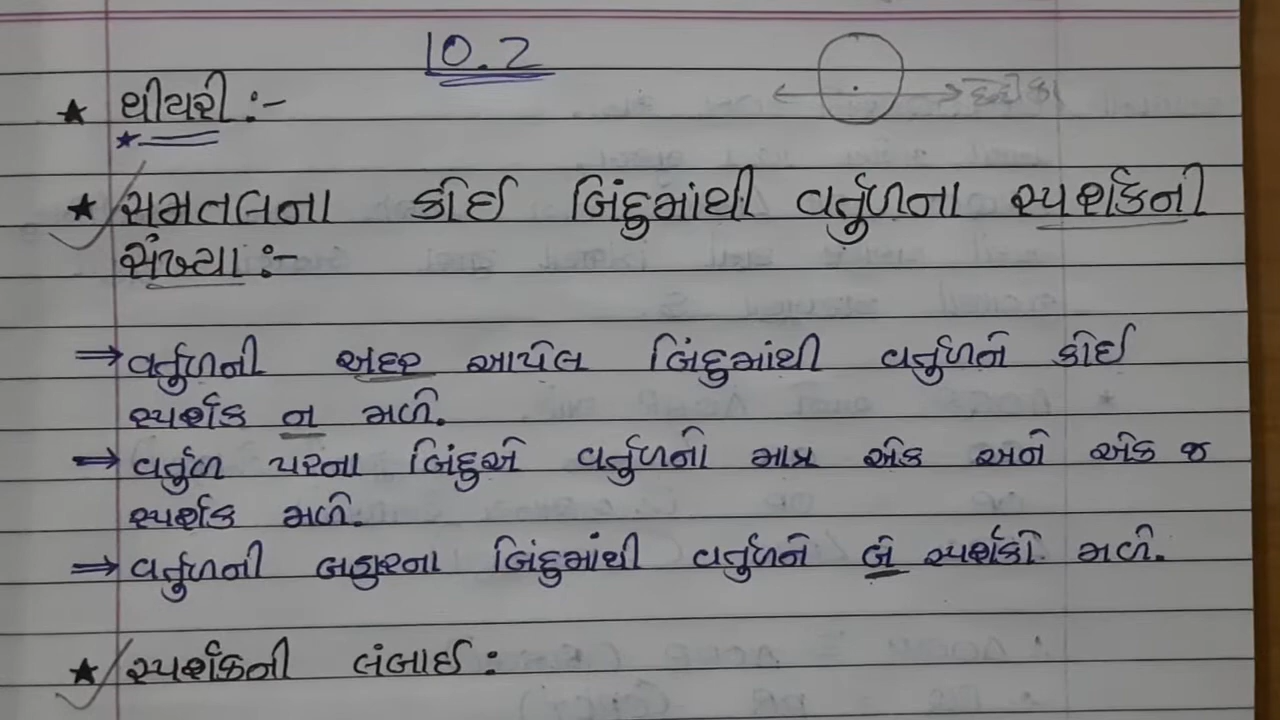 10.2
★ થીયરી :-
★ સમતલના કોઈ બિંદુમાંથી વર્તુળના સ્પર્શકની
સંખ્યા :-
⇒ વર્તુળની અંદર આપેલ બિંદુમાંથી વર્તુળને કોઈ
સ્પર્શક ન મળે.
⇒ વર્તુળ પરના બિંદુએ વર્તુળનો માત્ર એક અને એક જ
સ્પર્શક મળે.
⇒ વર્તુળની બહારના બિંદુમાંથી વર્તુળને બે સ્પર્શકો મળે.
★ સ્પર્શકની લંબાઈ :